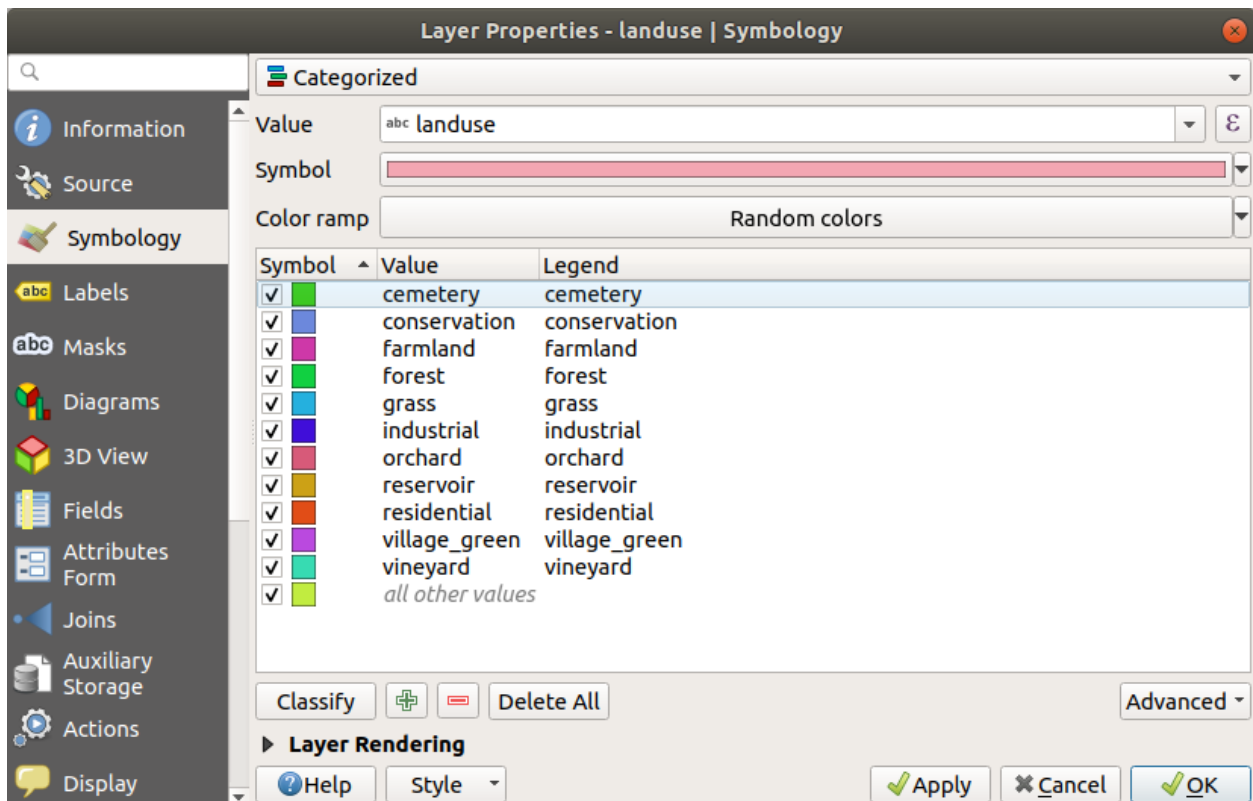 Layer Properties - landuse | Symbology
Categorized
Information
Value
abc landuse
ε
Source
Symbol
Symbology
Color ramp
Random colors
Symbol Value Legend
abc Labels
cemetery cemetery
conservation conservation
abc Masks
farmland farmland
forest forest
Diagrams
grass grass
industrial industrial
3D View
orchard orchard
reservoir reservoir
Fields
residential residential
village_green village_green
Attributes
Form
vineyard vineyard
all other values
Joins
Auxiliary
Storage
Classify Delete All Advanced
Actions
Layer Rendering
Display
Help Style Apply Cancel OK